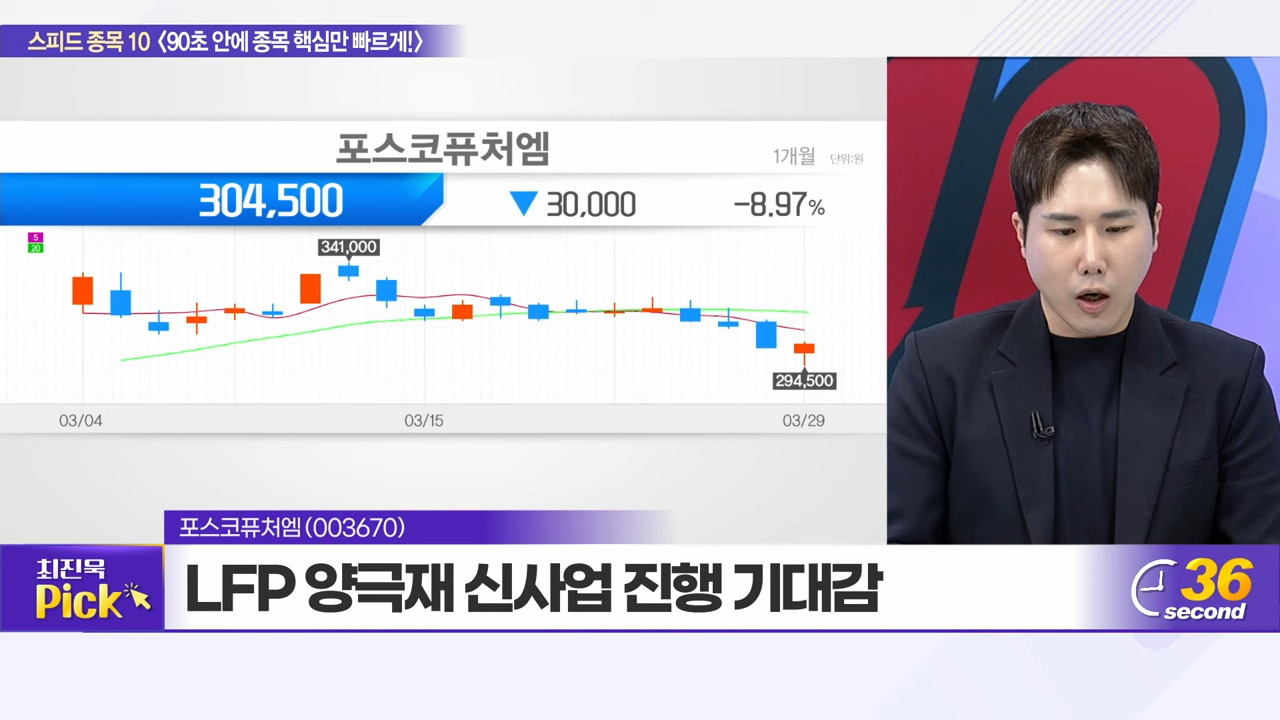 스피드 종목 10 <90초 안에 종목 핵심만 빠르게!>
포스코퓨처엠
1개월 단위:원
304,500 ▼ 30,000 -8.97%
5
20
341,000
294,500
03/04 03/15 03/29
포스코퓨처엠(003670)
최진욱
Pick
LFP 양극재 신사업 진행 기대감
36
second